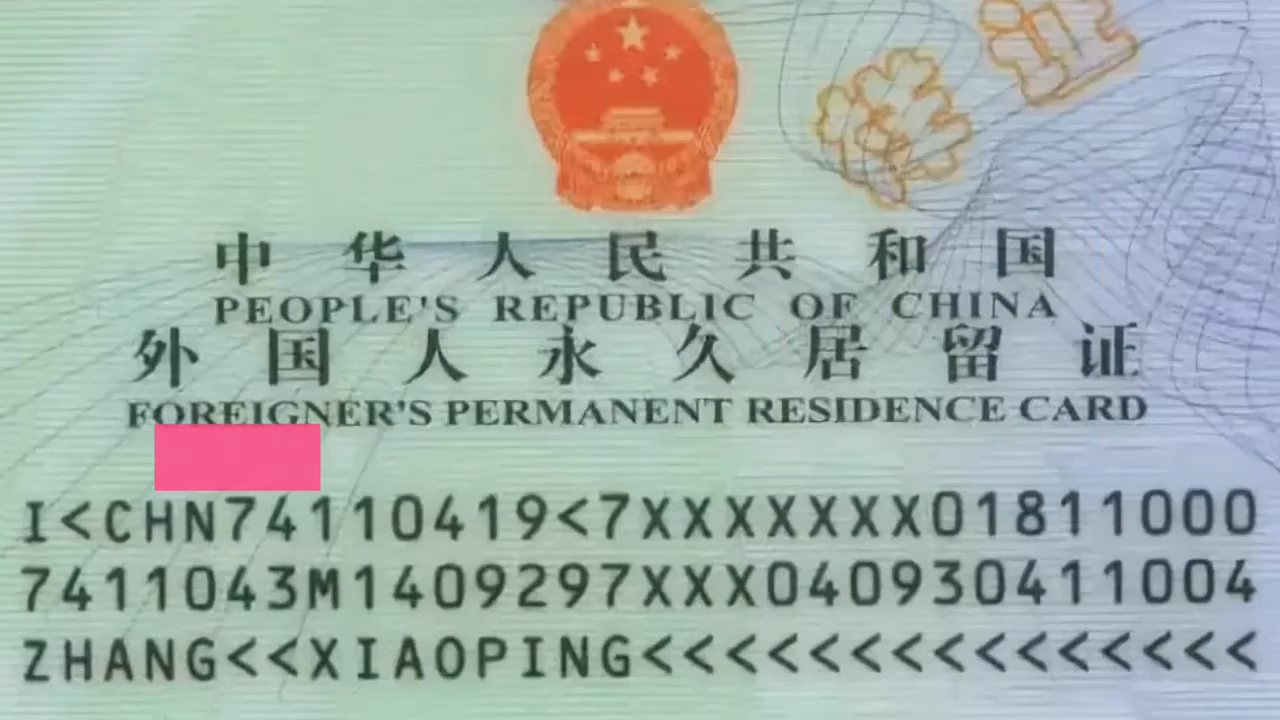 中华人民共和国
PEOPLE'S REPUBLIC OF CHINA
外国人永久居留证
FOREIGNER'S PERMANENT RESIDENCE CARD
I<CHN74110419<7XXXXXXX01811000
7411043M1409297XXX040930411004
ZHANG<<XIAOPING<<<<<<<<<<<<<<<